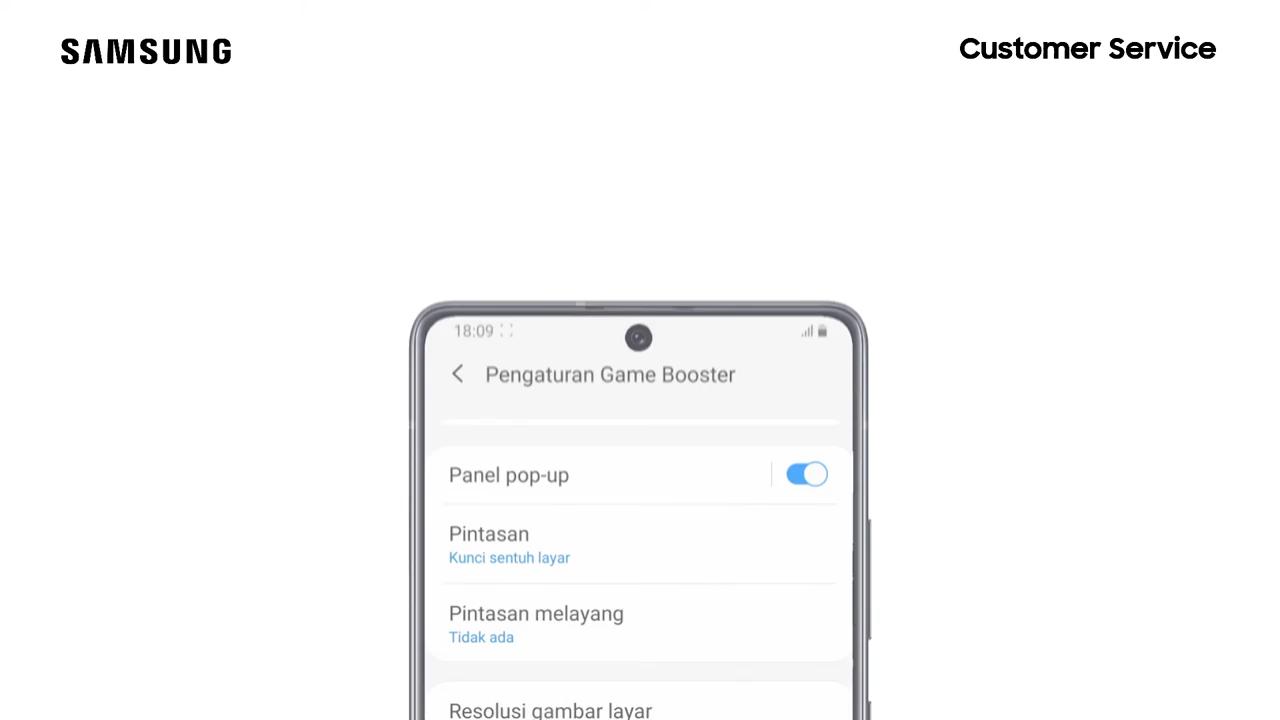 SAMSUNG
Customer Service
18:09
Pengaturan Game Booster
Panel pop-up
Pintasan
Kunci sentuh layar
Pintasan melayang
Tidak ada
Resolusi gambar layar